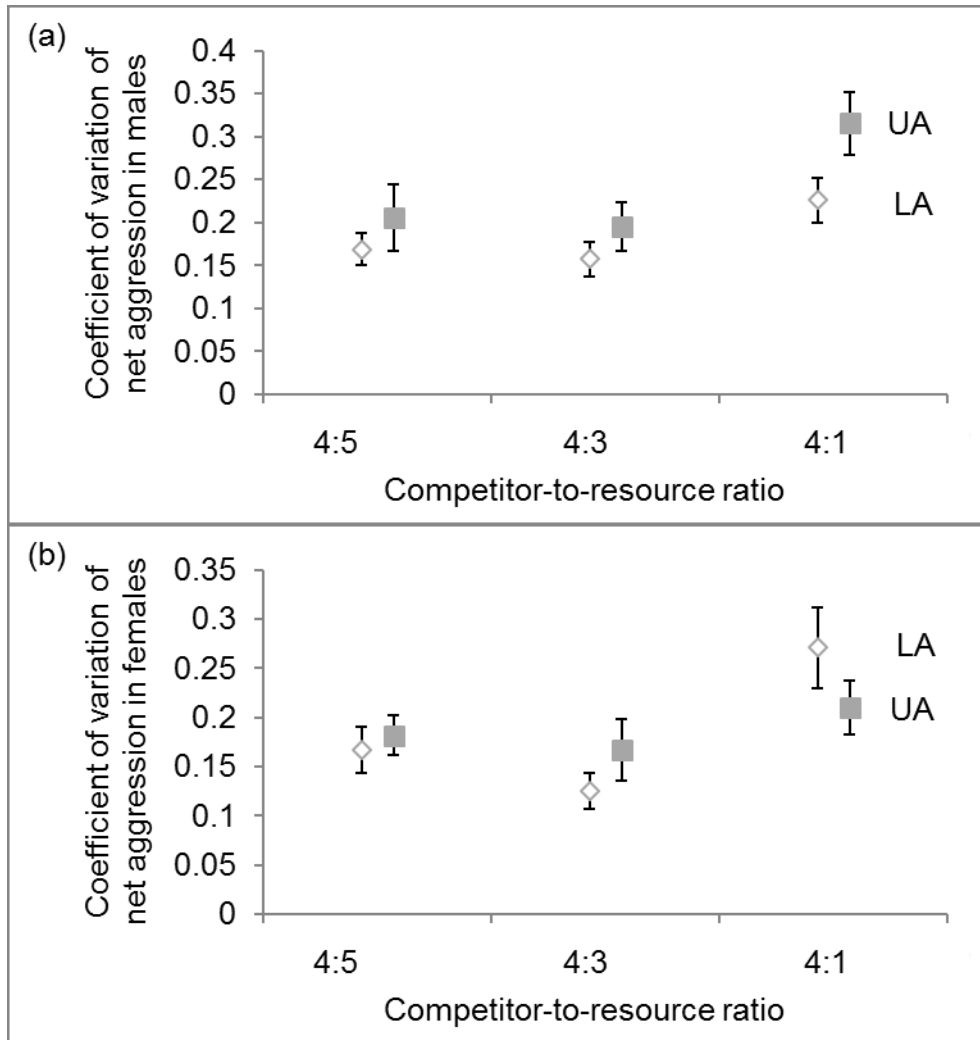 (a)
Coefficient of variation of
net aggression in males
0.4
0.35
0.3
0.25
0.2
0.15
0.1
0.05
0
UA
LA
4:5 4:3 4:1
Competitor-to-resource ratio
(b)
Coefficient of variation of
net aggression in females
0.35
0.3
0.25
0.2
0.15
0.1
0.05
0
LA
UA
4:5 4:3 4:1
Competitor-to-resource ratio